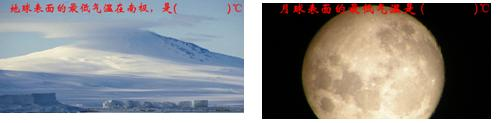 地球表面的最低气温在南极，是(          )℃
月球表面的最低气温是 (          )℃